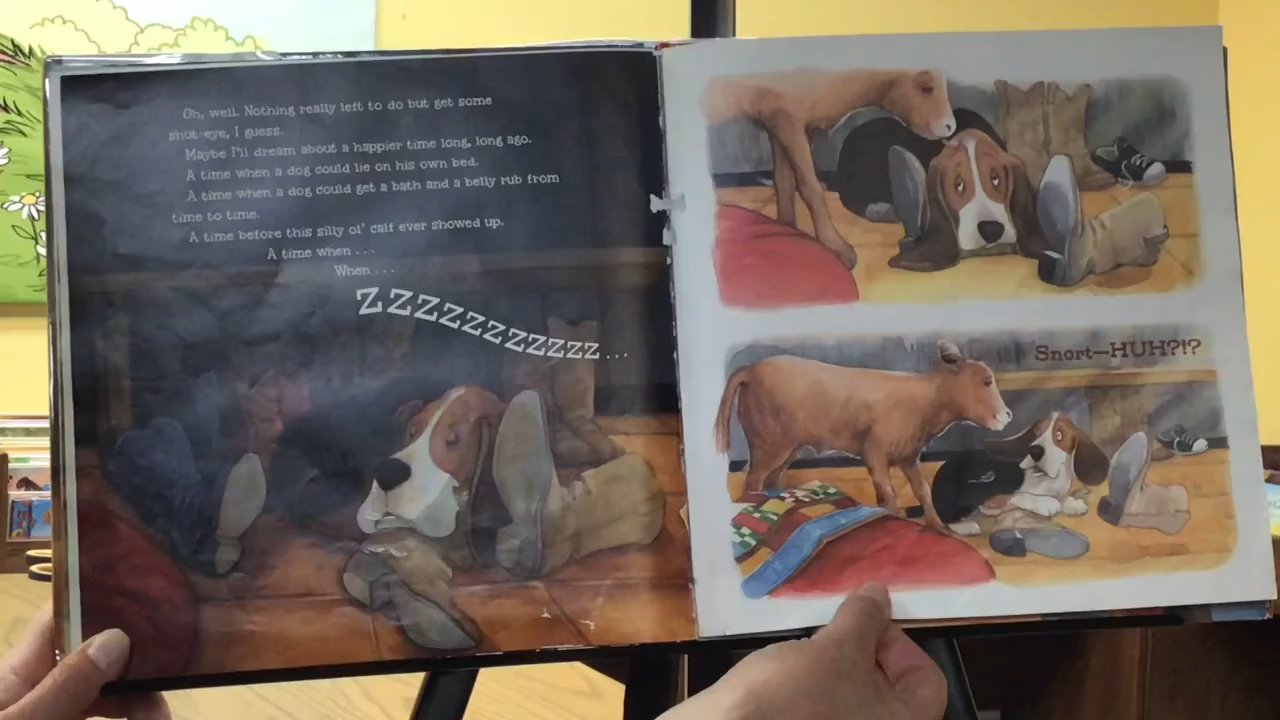 Oh, well. Nothing really left to do but get some
shut-eye, I guess.
Maybe I'll dream about a happier time long, long ago.
A time when a dog could lie on his own bed.
A time when a dog could get a bath and a belly rub from
time to time.
A time before this silly ol' calf ever showed up.
A time when . . .
When . . .
ZZZZZZZZZZZ . . .
Snort—HUH?!?